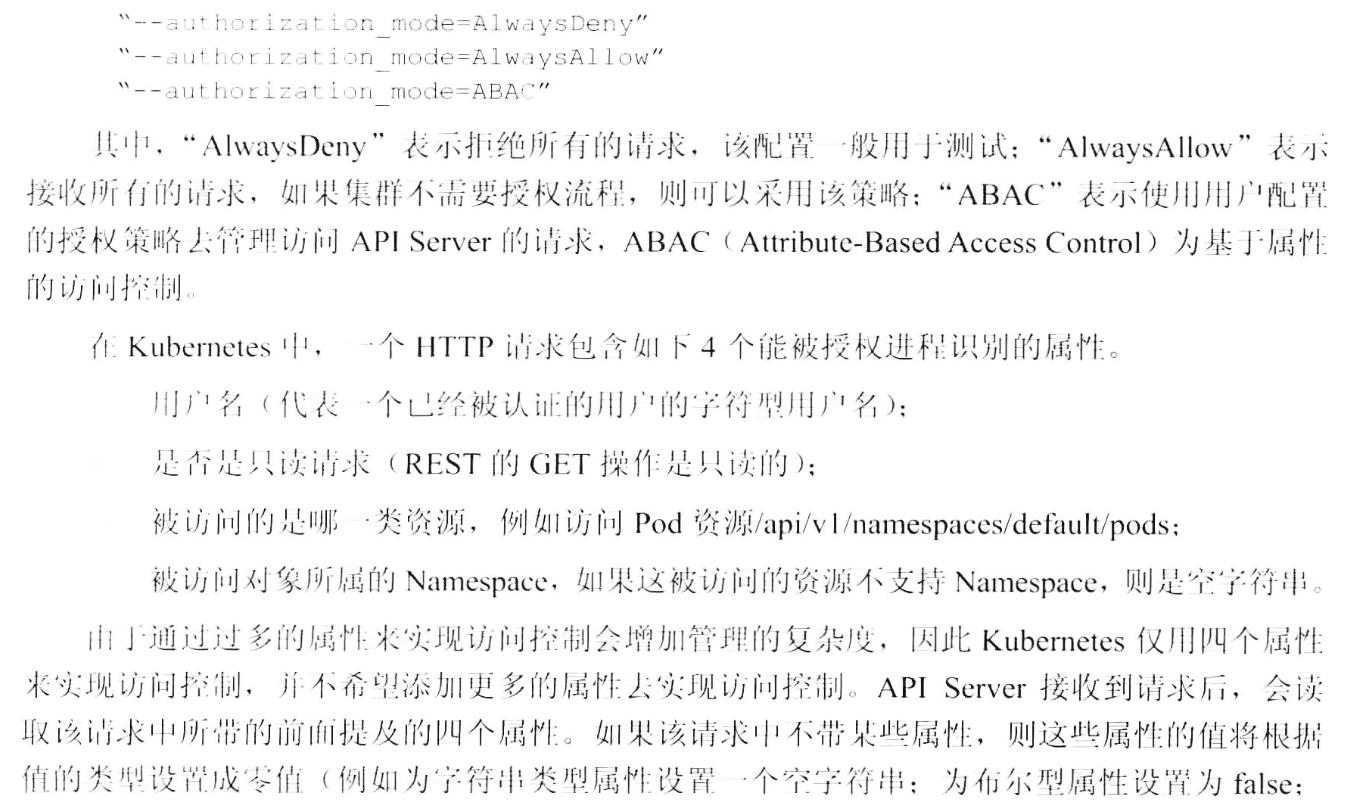 “--authorization_mode=AlwaysDeny”
“--authorization_mode=AlwaysAllow”
“--authorization_mode=ABAC”
其中，“AlwaysDeny”表示拒绝所有的请求，该配置一般用于测试；“AlwaysAllow”表示
接收所有的请求，如果集群不需要授权流程，则可以采用该策略；“ABAC”表示使用用户配置
的授权策略去管理访问 API Server 的请求，ABAC（Attribute-Based Access Control）为基于属性
的访问控制。
在 Kubernetes 中，一个 HTTP 请求包含如下 4 个能被授权进程识别的属性。
用户名（代表一个已经被认证的用户的字符型用户名）；
是否是只读请求（REST 的 GET 操作是只读的）；
被访问的是哪一类资源，例如访问 Pod 资源/api/v1/namespaces/default/pods；
被访问对象所属的 Namespace，如果这被访问的资源不支持 Namespace，则是空字符串。
由于通过过多的属性来实现访问控制会增加管理的复杂度，因此 Kubernetes 仅用四个属性
来实现访问控制，并不希望添加更多的属性去实现访问控制。API Server 接收到请求后，会读
取该请求中所带的前面提及的四个属性。如果该请求中不带某些属性，则这些属性的值将根据
值的类型设置成零值（例如为字符串类型属性设置一个空字符串；为布尔型属性设置为 false；